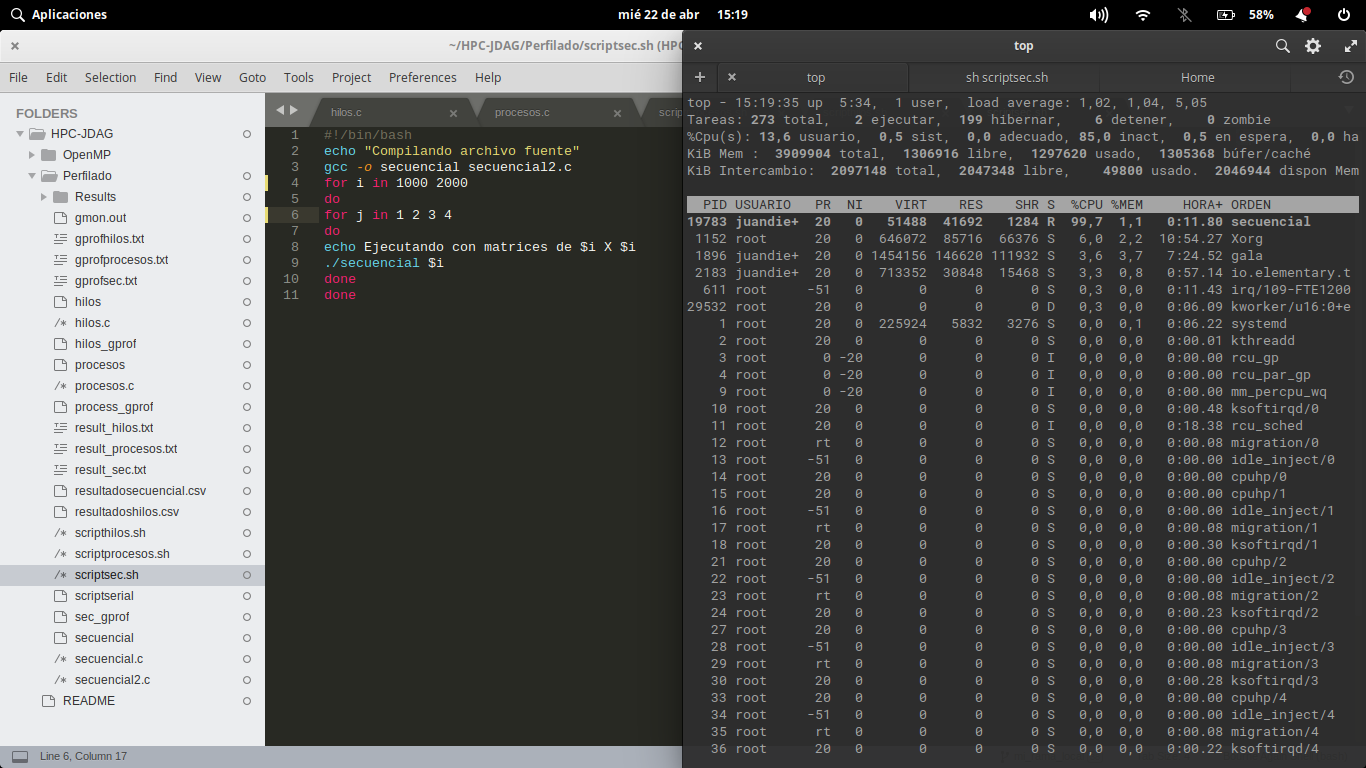 Aplicaciones
mié 22 de abr 15:19
58%
~/HPC-JDAG/Perfilado/scriptsec.sh (HPC
File Edit Selection Find View Goto Tools Project Preferences Help
FOLDERS
HPC-JDAG
OpenMP
Perfilado
Results
gmon.out
gprofhilos.txt
gprofprocesos.txt
gprofsec.txt
hilos
hilos.c
hilos_gprof
procesos
procesos.c
process_gprof
result_hilos.txt
result_procesos.txt
result_sec.txt
resultadosecuencial.csv
resultadoshilos.csv
scripthilos.sh
scriptprocesos.sh
scriptsec.sh
scriptserial
sec_gprof
secuencial
secuencial.c
secuencial2.c
README
hilos.c × procesos.c × scrip
1 #!/bin/bash
2 echo "Compilando archivo fuente"
3 gcc -o secuencial secuencial2.c
4 for i in 1000 2000
5 do
6 for j in 1 2 3 4
7 do
8 echo Ejecutando con matrices de $i X $i
9 ./secuencial $i
10 done
11 done
Line 6, Column 17
top
top sh scriptsec.sh Home
top - 15:19:35 up 5:34, 1 user, load average: 1,02, 1,04, 5,05
Tareas: 273 total, 2 ejecutar, 199 hibernar, 6 detener, 0 zombie
%Cpu(s): 13,6 usuario, 0,5 sist, 0,0 adecuado, 85,0 inact, 0,5 en espera, 0,0 ha
KiB Mem : 3909904 total, 1306916 libre, 1297620 usado, 1305368 búfer/caché
KiB Intercambio: 2097148 total, 2047348 libre, 49800 usado. 2046944 dispon Mem
PID USUARIO PR NI VIRT RES SHR S %CPU %MEM HORA+ ORDEN
19783 juandie+ 20 0 51488 41692 1284 R 99,7 1,1 0:11.80 secuencial
1152 root 20 0 646072 85716 66376 S 6,0 2,2 10:54.27 Xorg
1896 juandie+ 20 0 1454156 146620 111932 S 3,6 3,7 7:24.52 gala
2183 juandie+ 20 0 713352 30848 15468 S 3,3 0,8 0:57.14 io.elementary.t
611 root -51 0 0 0 0 S 0,3 0,0 0:11.43 irq/109-FTE1200
29532 root 20 0 0 0 0 D 0,3 0,0 0:06.09 kworker/u16:0+e
1 root 20 0 225924 5832 3276 S 0,0 0,1 0:06.22 systemd
2 root 20 0 0 0 0 S 0,0 0,0 0:00.01 kthreadd
3 root 0 -20 0 0 0 I 0,0 0,0 0:00.00 rcu_gp
4 root 0 -20 0 0 0 I 0,0 0,0 0:00.00 rcu_par_gp
9 root 0 -20 0 0 0 I 0,0 0,0 0:00.00 mm_percpu_wq
10 root 20 0 0 0 0 S 0,0 0,0 0:00.48 ksoftirqd/0
11 root 20 0 0 0 0 I 0,0 0,0 0:18.38 rcu_sched
12 root rt 0 0 0 0 S 0,0 0,0 0:00.08 migration/0
13 root -51 0 0 0 0 S 0,0 0,0 0:00.00 idle_inject/0
14 root 20 0 0 0 0 S 0,0 0,0 0:00.00 cpuhp/0
15 root 20 0 0 0 0 S 0,0 0,0 0:00.00 cpuhp/1
16 root -51 0 0 0 0 S 0,0 0,0 0:00.00 idle_inject/1
17 root rt 0 0 0 0 S 0,0 0,0 0:00.08 migration/1
18 root 20 0 0 0 0 S 0,0 0,0 0:00.30 ksoftirqd/1
21 root 20 0 0 0 0 S 0,0 0,0 0:00.00 cpuhp/2
22 root -51 0 0 0 0 S 0,0 0,0 0:00.00 idle_inject/2
23 root rt 0 0 0 0 S 0,0 0,0 0:00.08 migration/2
24 root 20 0 0 0 0 S 0,0 0,0 0:00.23 ksoftirqd/2
27 root 20 0 0 0 0 S 0,0 0,0 0:00.00 cpuhp/3
28 root -51 0 0 0 0 S 0,0 0,0 0:00.00 idle_inject/3
29 root rt 0 0 0 0 S 0,0 0,0 0:00.08 migration/3
30 root 20 0 0 0 0 S 0,0 0,0 0:00.28 ksoftirqd/3
33 root 20 0 0 0 0 S 0,0 0,0 0:00.00 cpuhp/4
34 root -51 0 0 0 0 S 0,0 0,0 0:00.00 idle_inject/4
35 root rt 0 0 0 0 S 0,0 0,0 0:00.08 migration/4
36 root 20 0 0 0 0 S 0,0 0,0 0:00.22 ksoftirqd/4